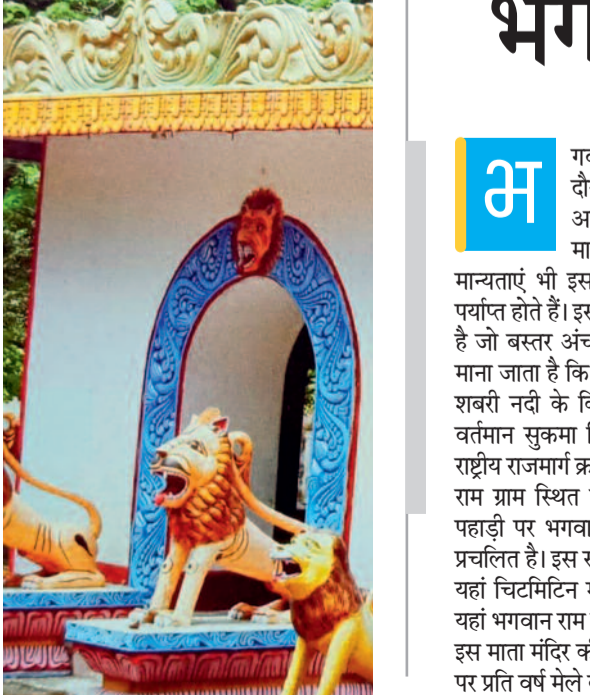 भग
भ
गव
दौ
अ
मा
मान्यताएं भी इस
पर्याप्त होते हैं। इस
है जो बस्तर अंच
माना जाता है कि
शबरी नदी के कि
वर्तमान सुकमा जि
राष्ट्रीय राजमार्ग क्र
राम ग्राम स्थित
पहाड़ी पर भगवा
प्रचलित है। इस स
यहां चिटमिटिन म
यहां भगवान राम
इस माता मंदिर की
पर प्रति वर्ष मेले क